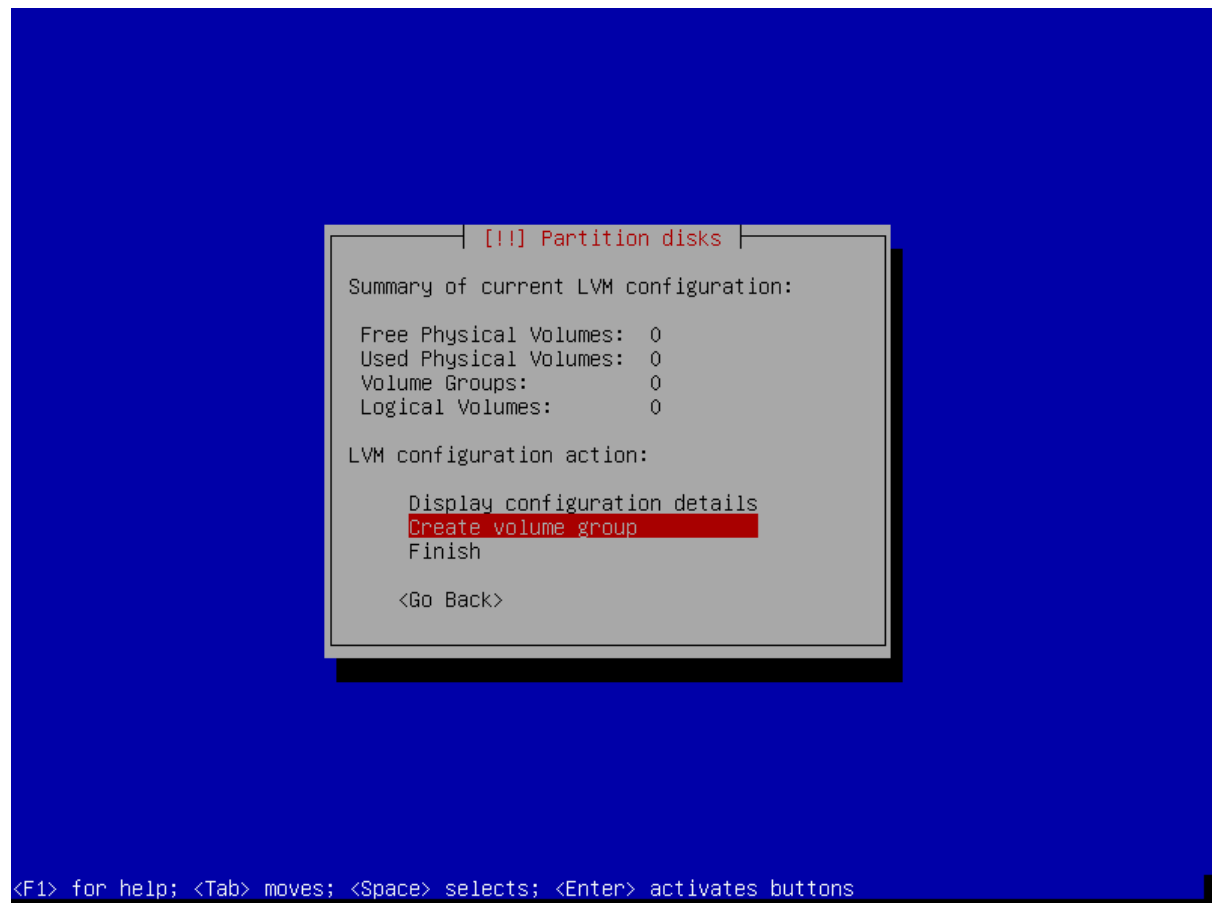 [!!] Partition disks
Summary of current LVM configuration:
Free Physical Volumes: 0
Used Physical Volumes: 0
Volume Groups: 0
Logical Volumes: 0
LVM configuration action:
Display configuration details
Create volume group
Finish
<Go Back>
<F1> for help; <Tab> moves; <Space> selects; <Enter> activates buttons